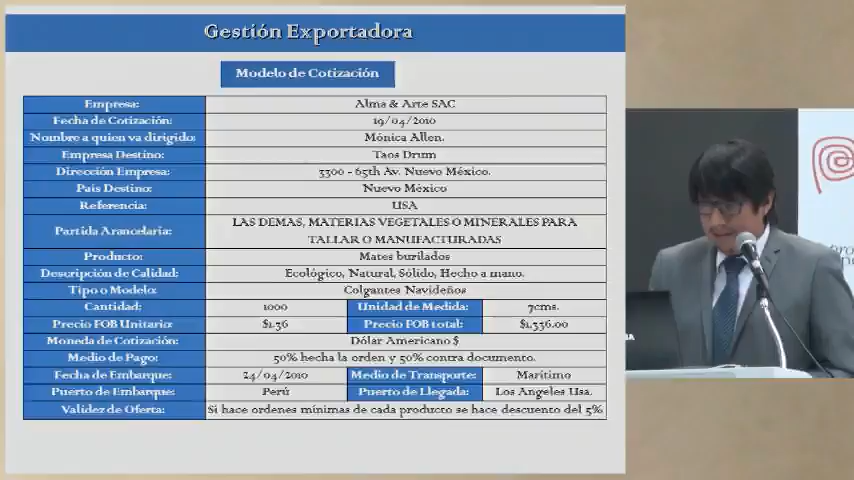 Gestión Exportadora
Modelo de Cotización
Empresa: Alma & Arte SAC
Fecha de Cotización: 19/04/2010
Nombre a quien va dirigido: Mónica Allen.
Empresa Destino: Taos Drum
Dirección Empresa: 3300 - 65th Av. Nuevo México.
País Destino: Nuevo México
Referencia: USA
Partida Arancelaria: LAS DEMAS, MATERIAS VEGETALES O MINERALES PARA
TALLAR O MANUFACTURADAS
Producto: Mates burilados
Descripción de Calidad: Ecológico, Natural, Sólido, Hecho a mano.
Tipo o Modelo: Colgantes Navideños
Cantidad: 1000 Unidad de Medida: 7cms.
Precio FOB Unitario: $1.36 Precio FOB total: $1,336.00
Moneda de Cotización: Dólar Americano $
Medio de Pago: 50% hecha la orden y 50% contra documento.
Fecha de Embarque: 24/04/2010 Medio de Transporte: Marítimo
Puerto de Embarque: Perú Puerto de Llegada: Los Angeles Usa.
Validez de Oferta: Si hace ordenes mínimas de cada producto se hace descuento del 5%